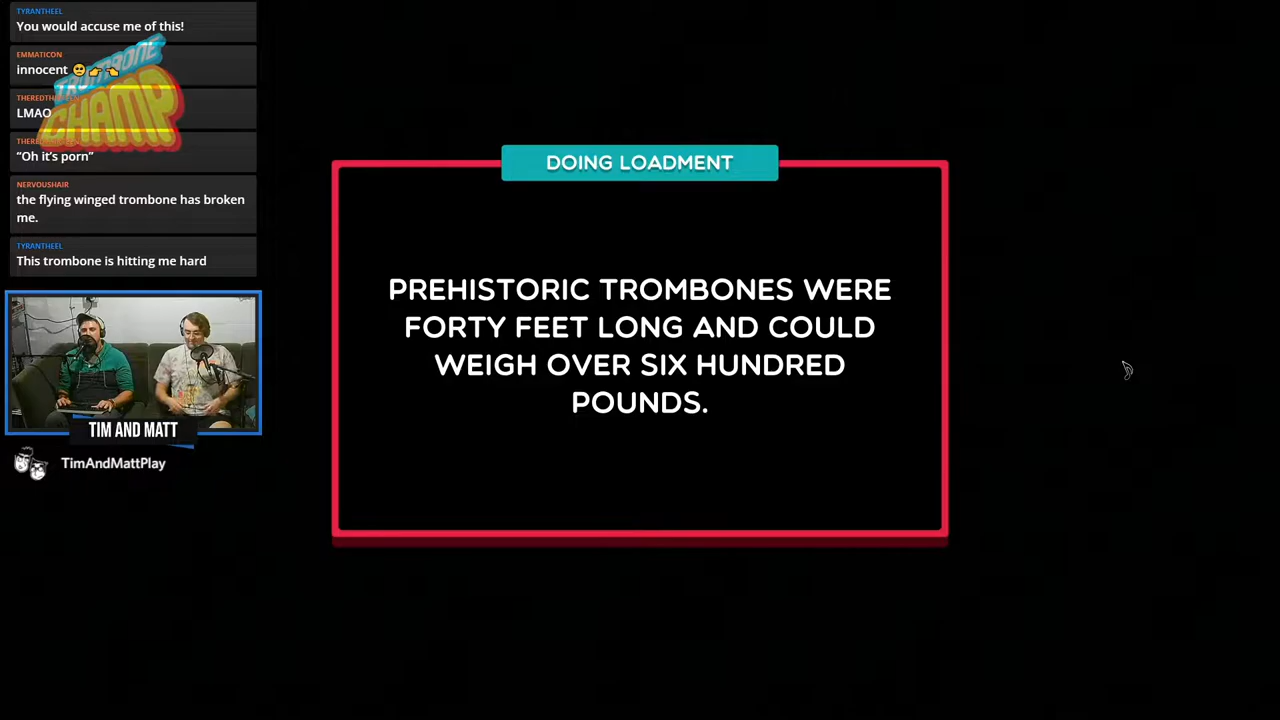 TYRANTHEEL
You would accuse me of this!
EMMATICON
innocent 🥺👉👈
LMAO
"Oh it's porn"
NERVOUSHAIR
the flying winged trombone has broken
me.
TYRANTHEEL
This trombone is hitting me hard
TROMBONE
CHAMP
TIM AND MATT
TimAndMattPlay
DOING LOADMENT
PREHISTORIC TROMBONES WERE
FORTY FEET LONG AND COULD
WEIGH OVER SIX HUNDRED
POUNDS.